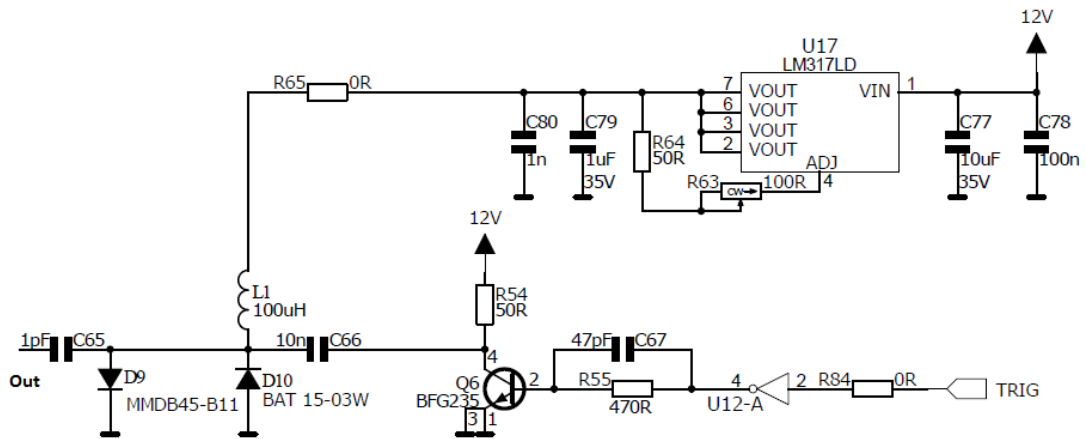 12V
U17
LM317LD
R65 0R
7 VOUT VIN 1
6 VOUT
3 VOUT
2 VOUT
ADJ
4
C80
1n
C79
1uF
35V
R64
50R
R63 100R
CW
C77
10uF
35V
C78
100n
12V
R54
50R
L1
100uH
1pF C65
10n C66
47pF C67
4
Q6
BFG235
2
R55
470R
4
U12-A
2
R84 0R
TRIG
3 1
Out
D9
MMDB45-B11
D10
BAT 15-03W